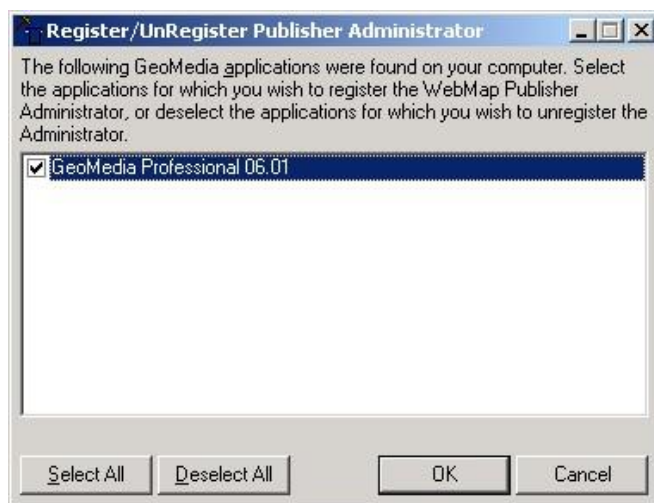 Register/UnRegister Publisher Administrator
The following GeoMedia applications were found on your computer. Select
the applications for which you wish to register the WebMap Publisher
Administrator, or deselect the applications for which you wish to unregister the
Administrator.
GeoMedia Professional 06.01
Select All Deselect All OK Cancel